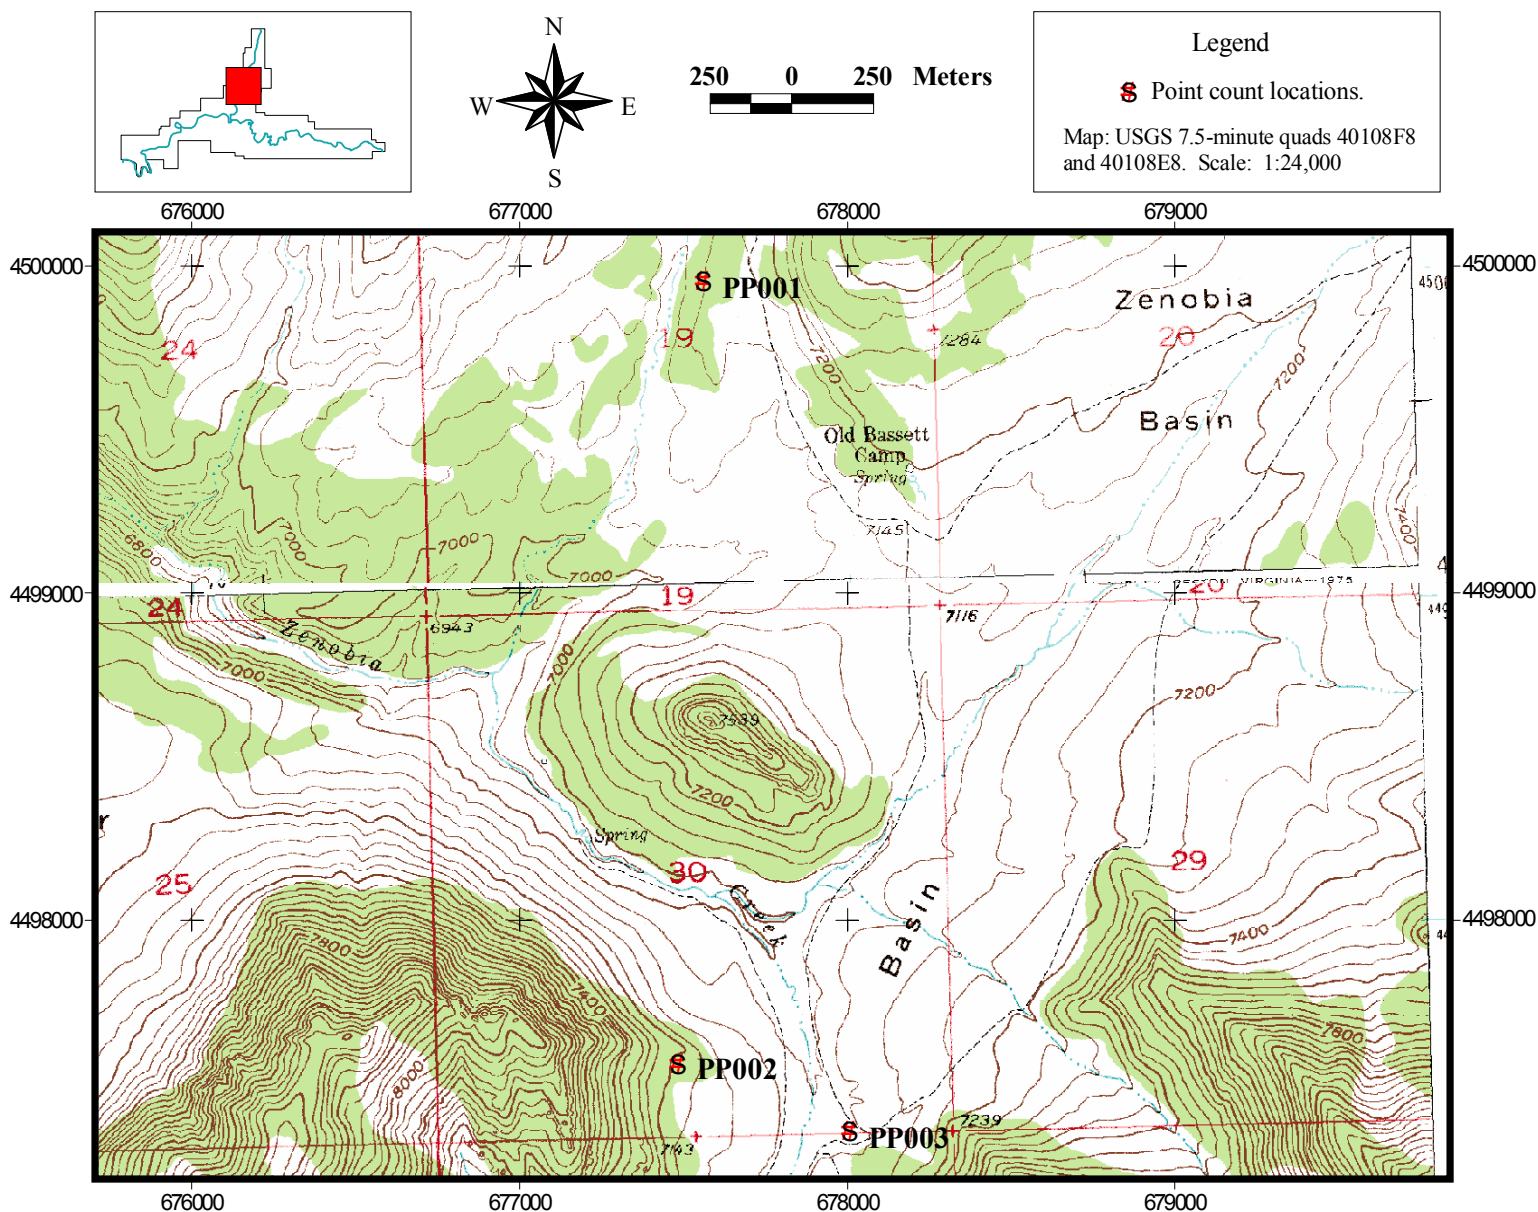 N
W E
S
250 0 250 Meters
Legend
S Point count locations.
Map: USGS 7.5-minute quads 40108F8
and 40108E8. Scale: 1:24,000
676000 677000 678000 679000
4500000 4500000
S PP001
Zenobia
24 19 7284 20
7200
7200
Basin
Old Bassett
Camp
Spring
7145
7400
6800 7000 7000
7000
VIRGINIA—1975
4499000 4499000
24 19 20
6943 7116
Zenobia
7000 7000
7200
7539
7200
Spring
r
25 30 29
Creek
Basin
4498000 4498000
7800 7400
7400
7800
S PP002
8000
S PP003
7239
7143
676000 677000 678000 679000